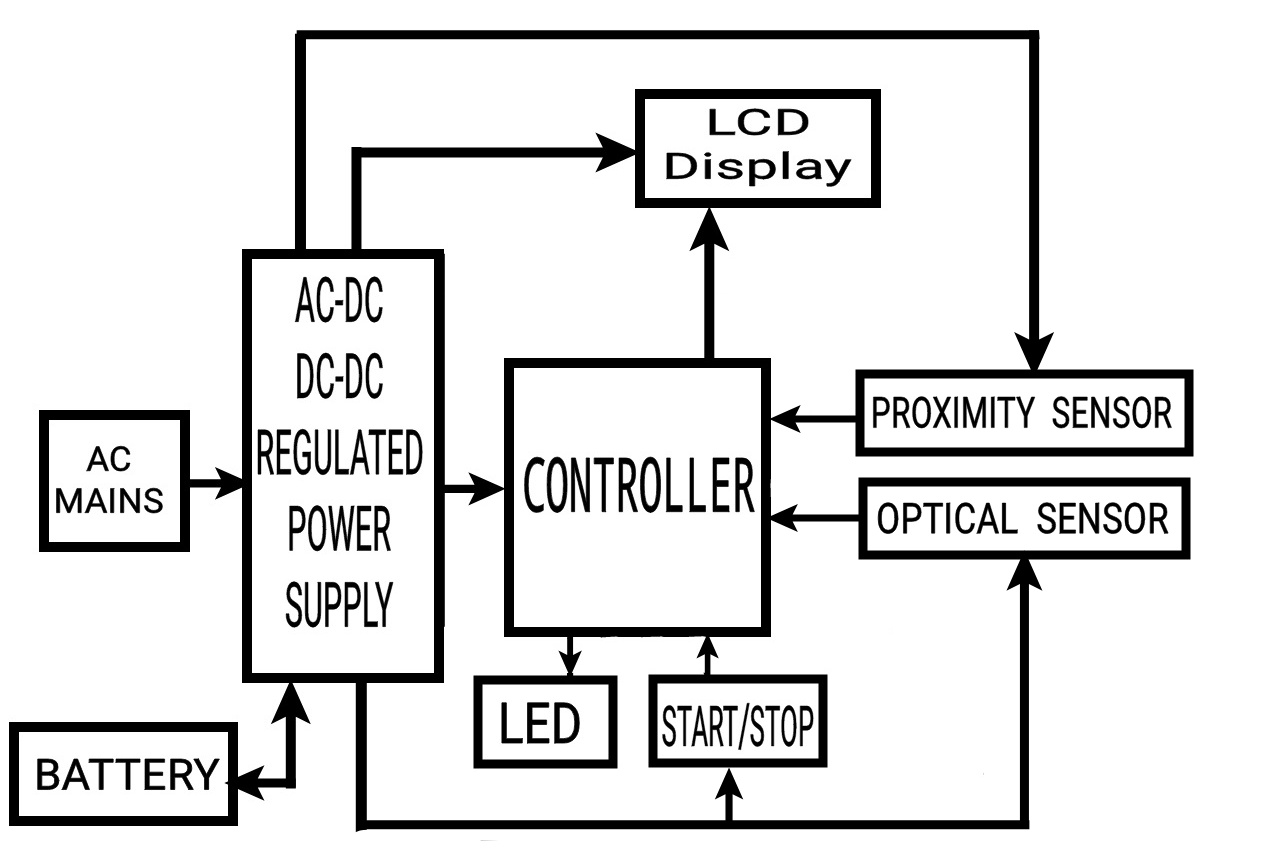 LCD
Display
AC-DC
DC-DC
REGULATED
POWER
SUPPLY
AC
MAINS
CONTROLLER
PROXIMITY SENSOR
OPTICAL SENSOR
LED
START/STOP
BATTERY